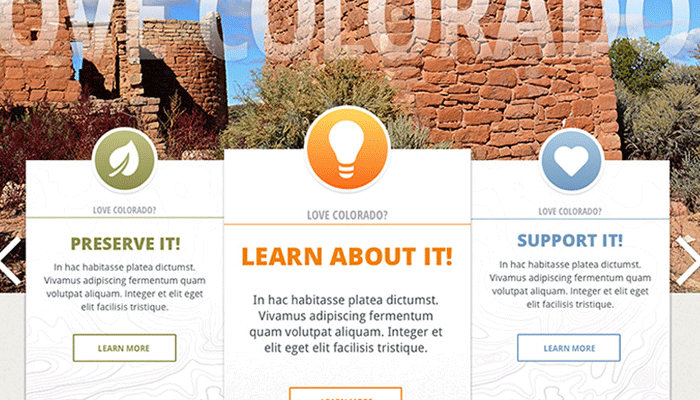 OVE COLORADO
LOVE COLORADO?
PRESERVE IT!
In hac habitasse platea dictumst.
Vivamus adipiscing fermentum quam
volutpat aliquam. Integer et elit eget
elit facilisis tristique.
LEARN MORE
LOVE COLORADO?
LEARN ABOUT IT!
In hac habitasse platea dictumst.
Vivamus adipiscing fermentum
quam volutpat aliquam. Integer et
elit eget elit facilisis tristique.
LEARN MORE
LOVE COLORADO?
SUPPORT IT!
In hac habitasse platea dictumst.
Vivamus adipiscing fermentum quam
volutpat aliquam. Integer et elit eget
elit facilisis tristique.
LEARN MORE